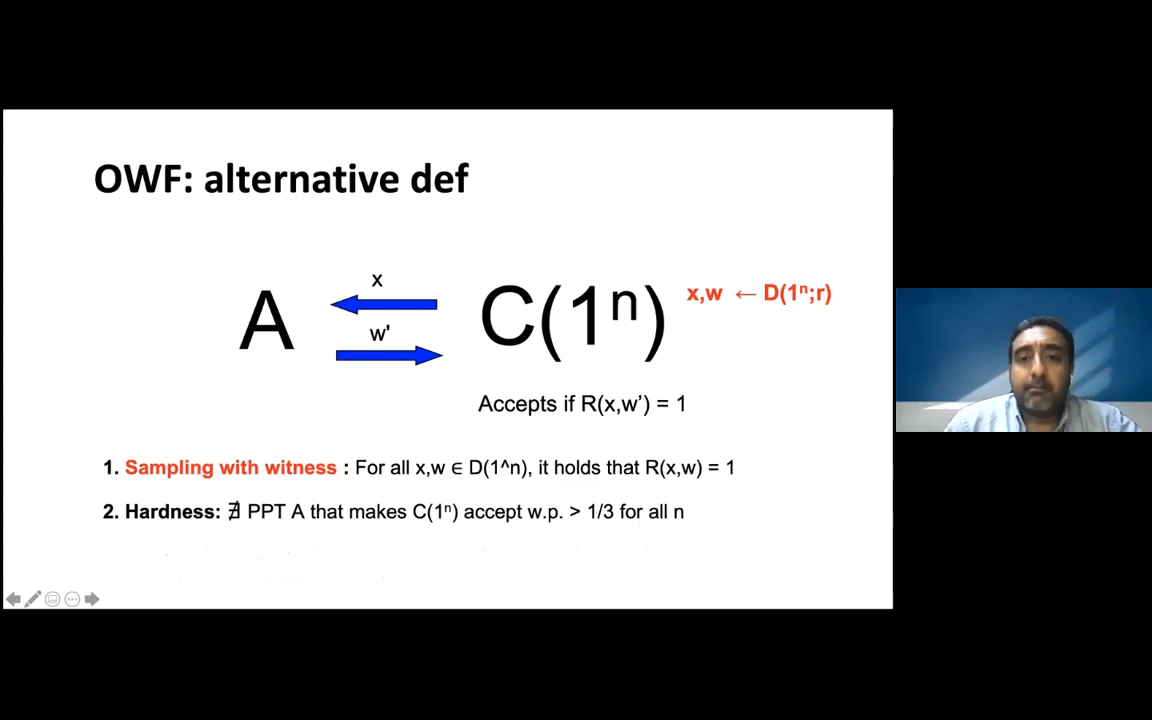 OWF: alternative def
x
A
C(1ⁿ)
x,w ← D(1ⁿ;r)
w'
Accepts if R(x,w’) = 1
1. Sampling with witness : For all x,w ∈ D(1^n), it holds that R(x,w) = 1
2. Hardness: ∄ PPT A that makes C(1ⁿ) accept w.p. > 1/3 for all n